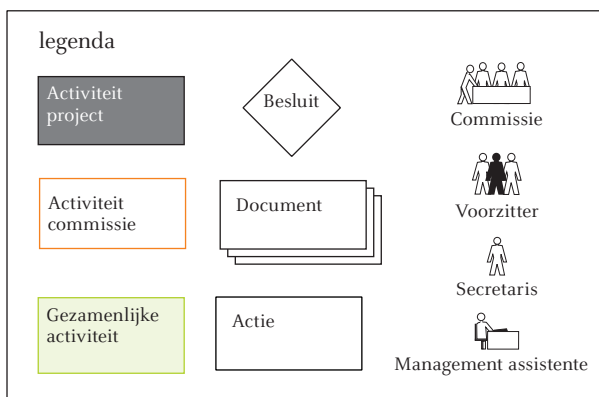 legenda
Activiteit
project
Besluit
Commissie
Activiteit
commissie
Document
Voorzitter
Secretaris
Gezamenlijke
activiteit
Actie
Management assistente